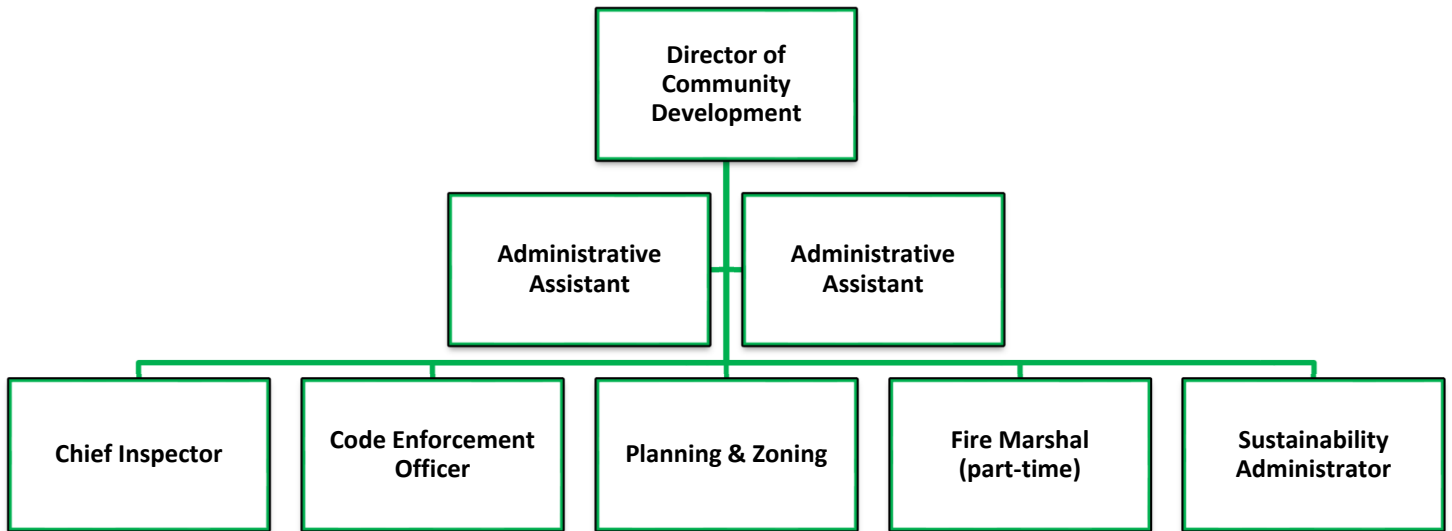 Director of
Community
Development
Administrative
Assistant
Administrative
Assistant
Chief Inspector
Code Enforcement
Officer
Planning & Zoning
Fire Marshal
(part-time)
Sustainability
Administrator